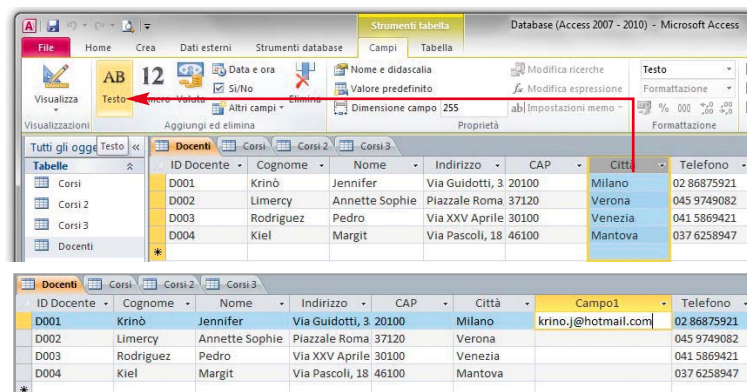 Strumenti tabella Database (Access 2007 - 2010) - Microsoft Access
File Home Crea Dati esterni Strumenti database Campi Tabella
Visualizza
AB
Testo
12
Valuta
Data e ora
Sì/No
Altri campi
Elimina
Nome e didascalia
Valore predefinito
Dimensione campo 255
Modifica ricerche
fx Modifica espressione
ab Impostazioni memo
Testo
Formattazione
% 000
Visualizzazioni Aggiungi ed elimina Proprietà Formattazione
Tutti gli ogge Testo « Docenti Corsi Corsi 2 Corsi 3
Tabelle
Corsi
Corsi 2
Corsi 3
Docenti
ID Docente Cognome Nome Indirizzo CAP Città Telefono
D001 Krinò Jennifer Via Guidotti, 3 20100 Milano 02 86875921
D002 Limercy Annette Sophie Piazzale Roma 37120 Verona 045 9749082
D003 Rodriguez Pedro Via XXV Aprile 30100 Venezia 041 5869421
D004 Kiel Margit Via Pascoli, 18 46100 Mantova 037 6258947
Docenti Corsi Corsi 2 Corsi 3
ID Docente Cognome Nome Indirizzo CAP Città Campo1 Telefono
D001 Krinò Jennifer Via Guidotti, 3 20100 Milano krino.j@hotmail.com 02 86875921
D002 Limercy Annette Sophie Piazzale Roma 37120 Verona 045 9749082
D003 Rodriguez Pedro Via XXV Aprile 30100 Venezia 041 5869421
D004 Kiel Margit Via Pascoli, 18 46100 Mantova 037 6258947